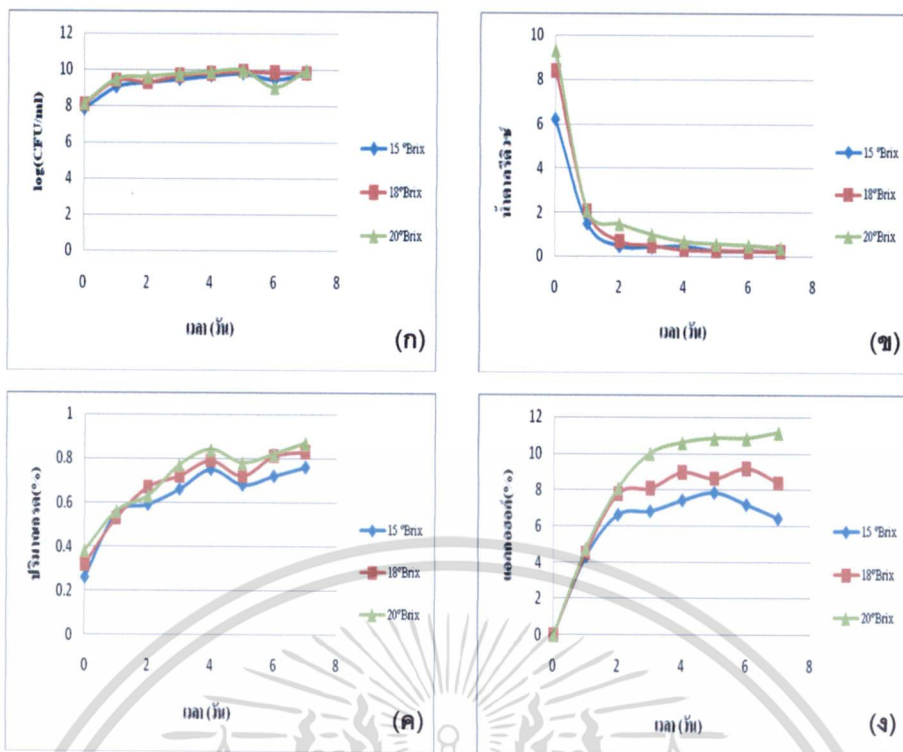 12
10
8
6
4
2
0
0 2 4 6 8
log(CFU/ml)
เวลา (วัน)
15 °Brix
18°Brix
20°Brix
(ก)
10
8
6
4
2
0
0 1 2 3 4 5 6 7 8
น้ำตาลรีดิวซ์
เวลา (วัน)
15 °Brix
18°Brix
20°Brix
(ข)
1
0.8
0.6
0.4
0.2
0
0 2 4 6 8
ปริมาณกรด(%)
เวลา (วัน)
15 °Brix
18°Brix
20°Brix
(ค)
12
10
8
6
4
2
0
0 2 4 6 8
แอลกอฮอล์(%)
เวลา (วัน)
15 °Brix
18°Brix
20°Brix
(ง)